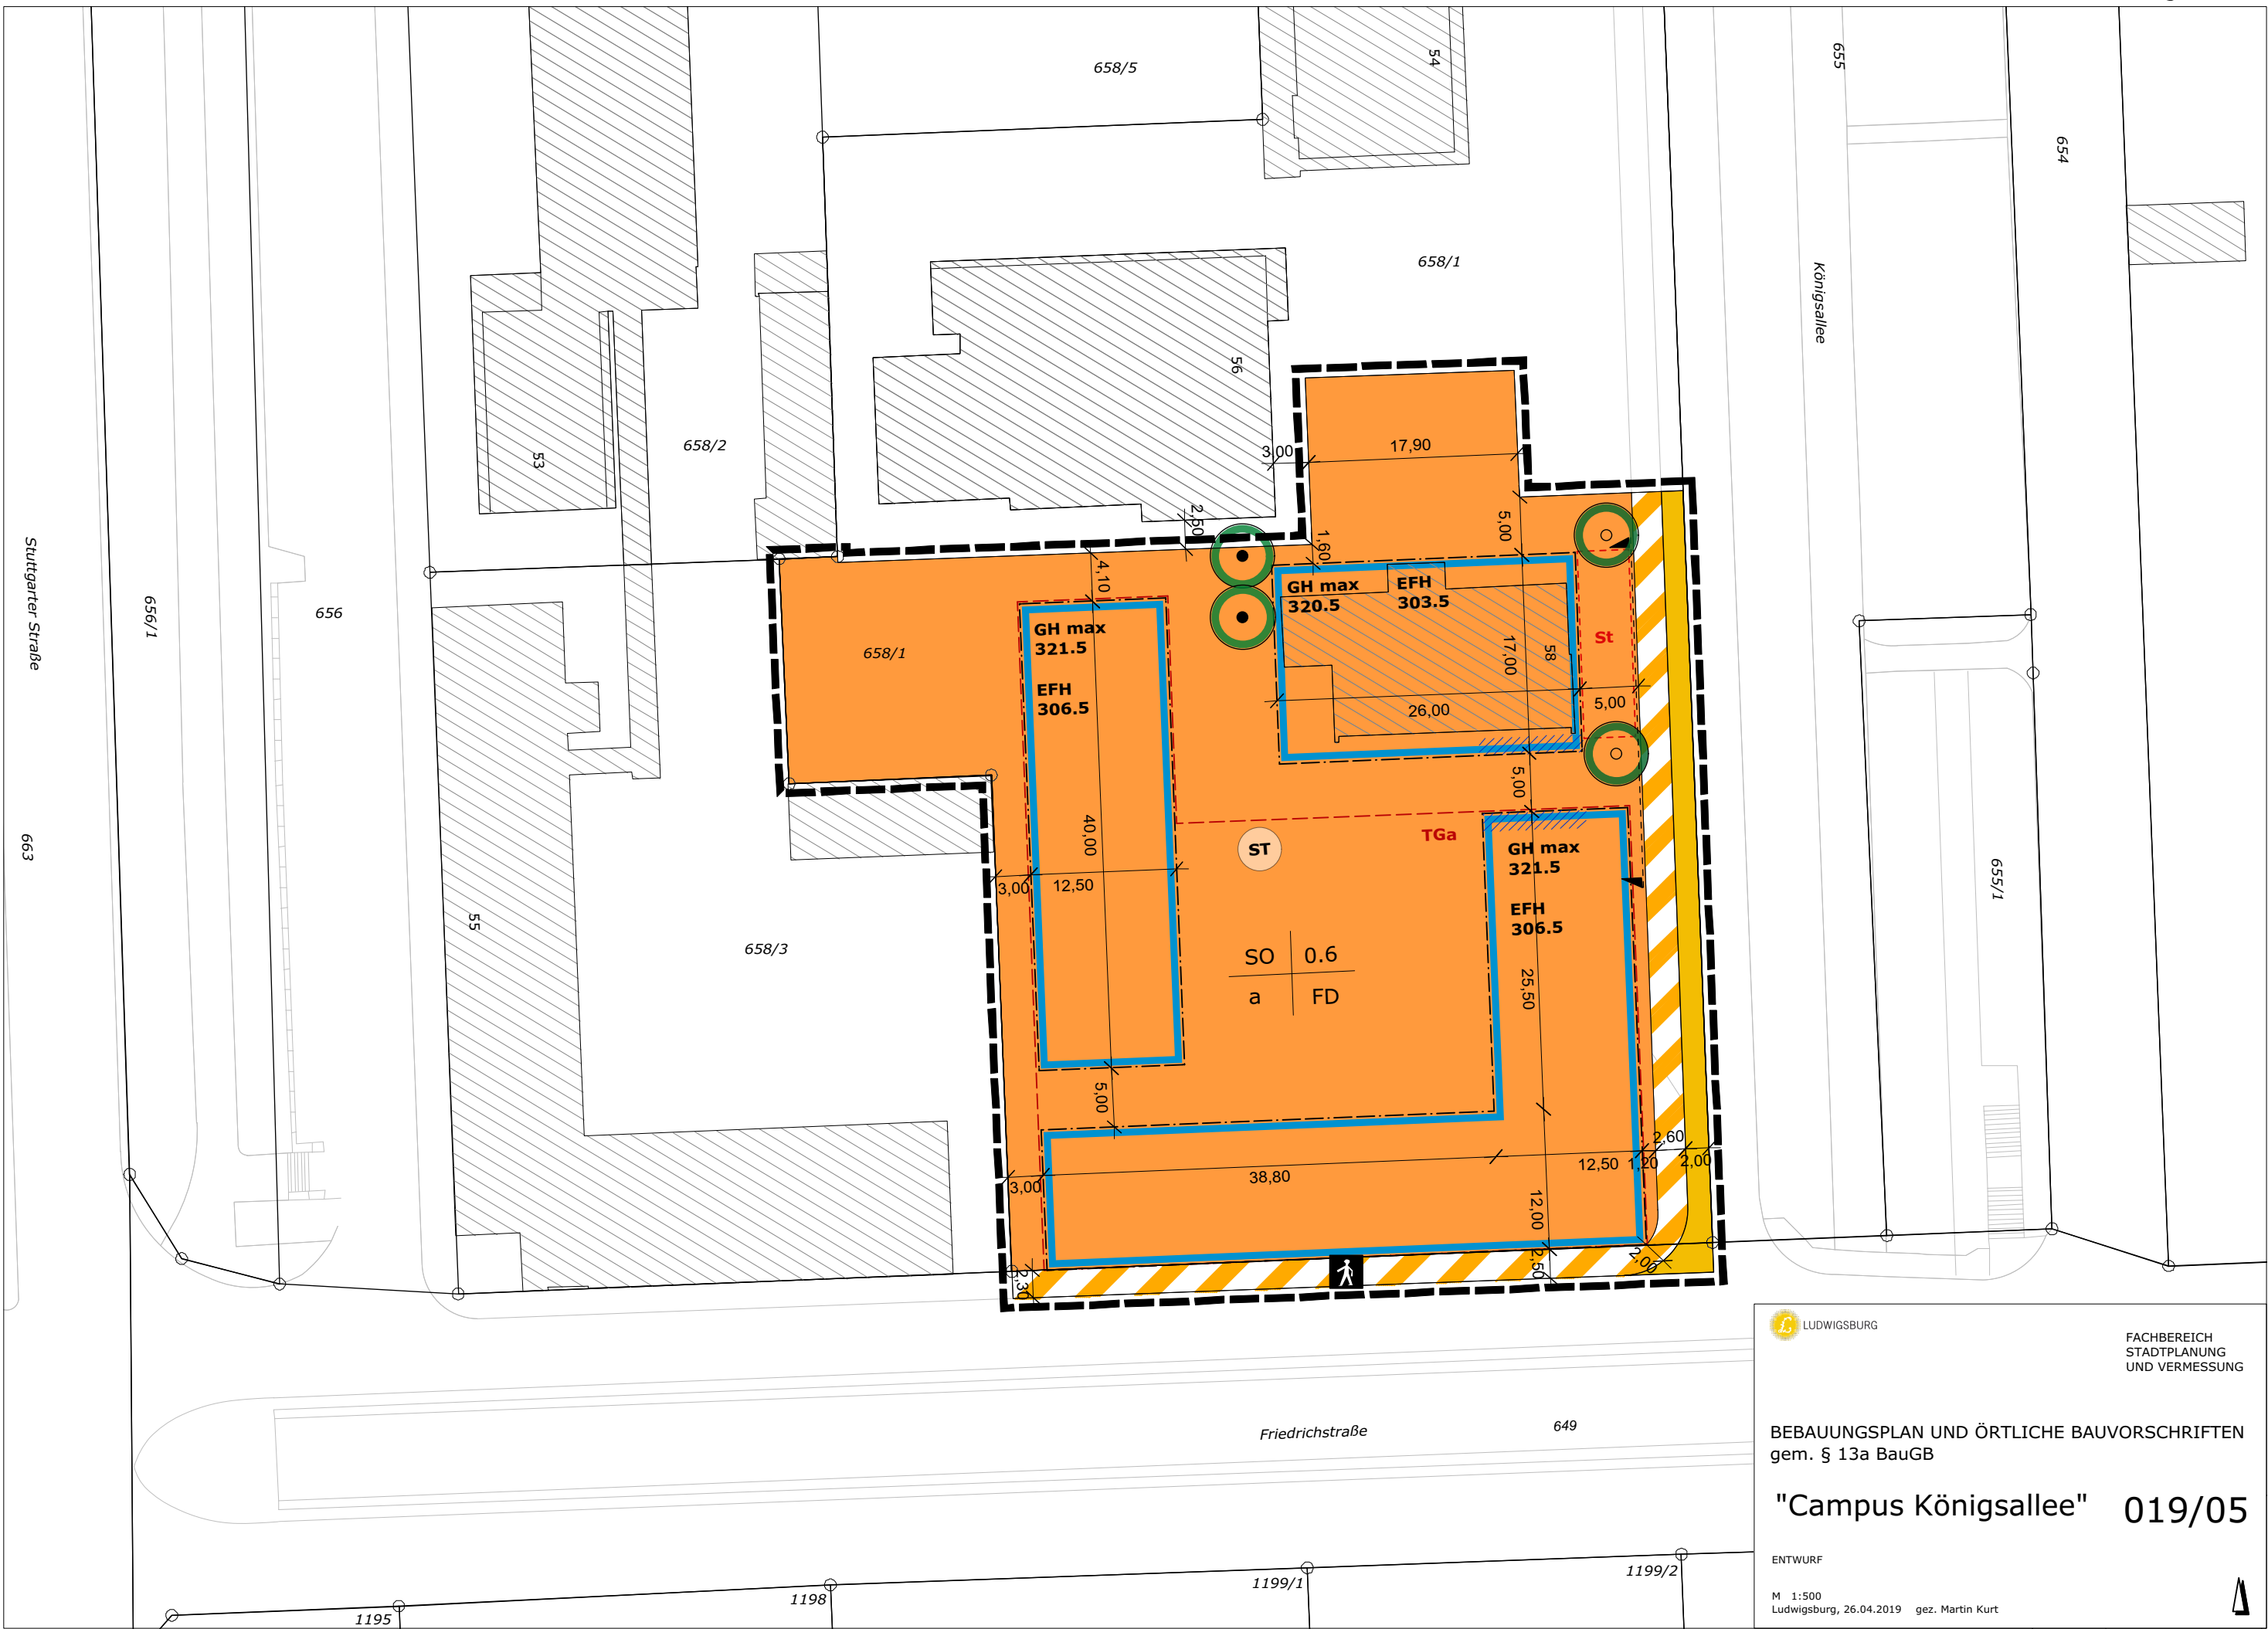 658/5
54
655
654
658/1
Königsallee
56
53
658/2
3,00
17,90
2,50
1,60
5,00
4,10
GH max
320.5
EFH
303.5
GH max
321.5
EFH
306.5
658/1
17,00
58
St
26,00
5,00
5,00
Stuttgarter Straße
656/1
656
663
55
658/3
40,00
3,00
12,50
ST
TGa
GH max
321.5
EFH
306.5
655/1
SO
0.6
a
FD
25,50
5,00
3,00
38,80
12,50
1,20
2,60
2,00
12,00
2,50
2,00
2,30
Friedrichstraße
649
1195
1198
1199/1
1199/2
LUDWIGSBURG
FACHBEREICH
STADTPLANUNG
UND VERMESSUNG
BEBAUUNGSPLAN UND ÖRTLICHE BAUVORSCHRIFTEN
gem. § 13a BauGB
"Campus Königsallee" 019/05
ENTWURF
M 1:500
Ludwigsburg, 26.04.2019 gez. Martin Kurt